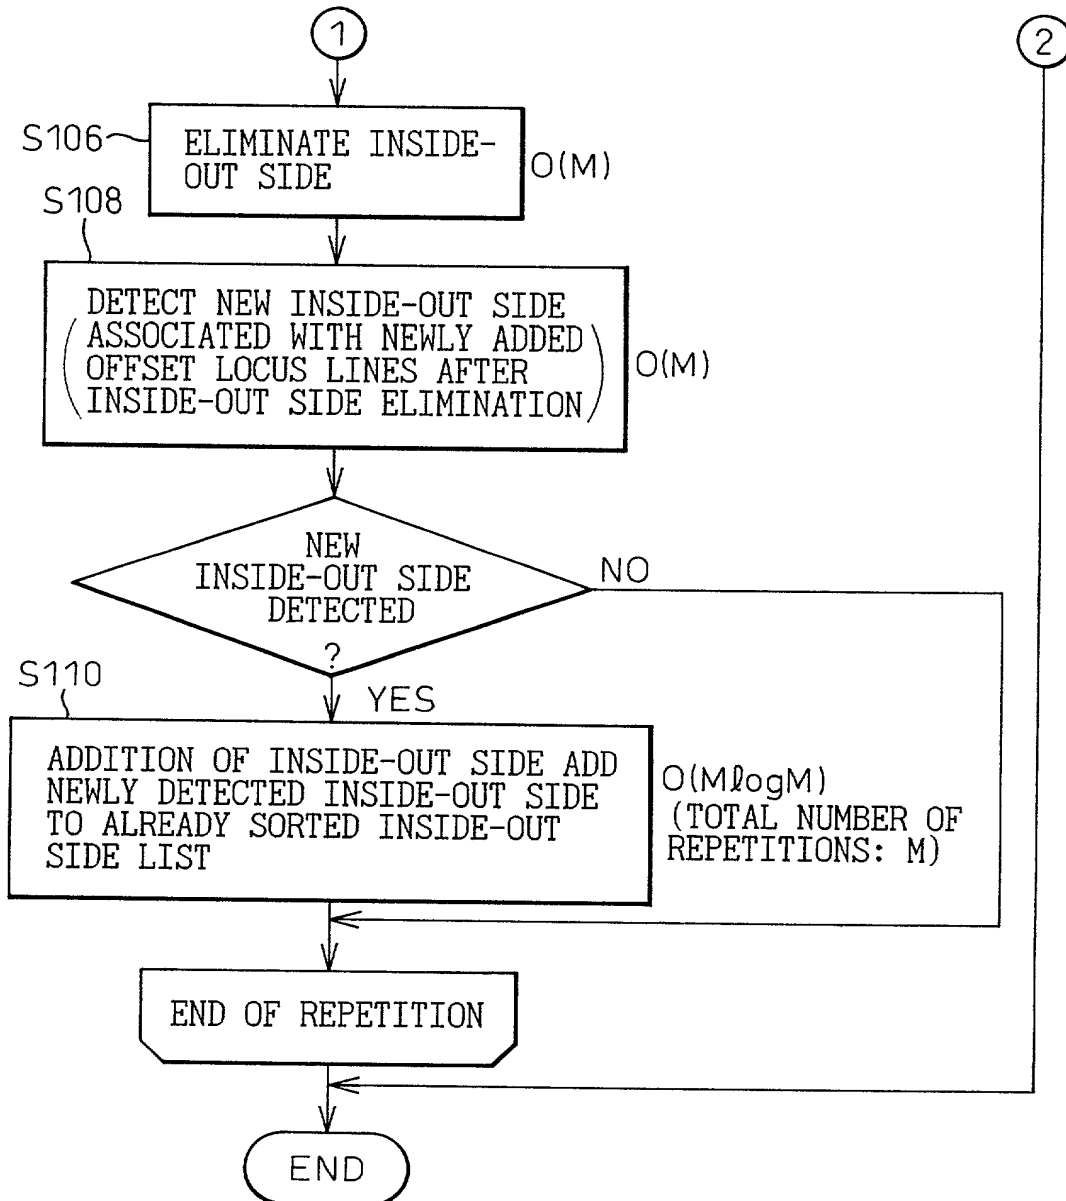 1
2
S106
ELIMINATE INSIDE-
OUT SIDE
O(M)
S108
DETECT NEW INSIDE-OUT SIDE
ASSOCIATED WITH NEWLY ADDED
OFFSET LOCUS LINES AFTER
INSIDE-OUT SIDE ELIMINATION
O(M)
NEW
INSIDE-OUT SIDE
DETECTED
?
NO
YES
S110
ADDITION OF INSIDE-OUT SIDE ADD
NEWLY DETECTED INSIDE-OUT SIDE
TO ALREADY SORTED INSIDE-OUT
SIDE LIST
O(MℓogM)
(TOTAL NUMBER OF
REPETITIONS: M)
END OF REPETITION
END